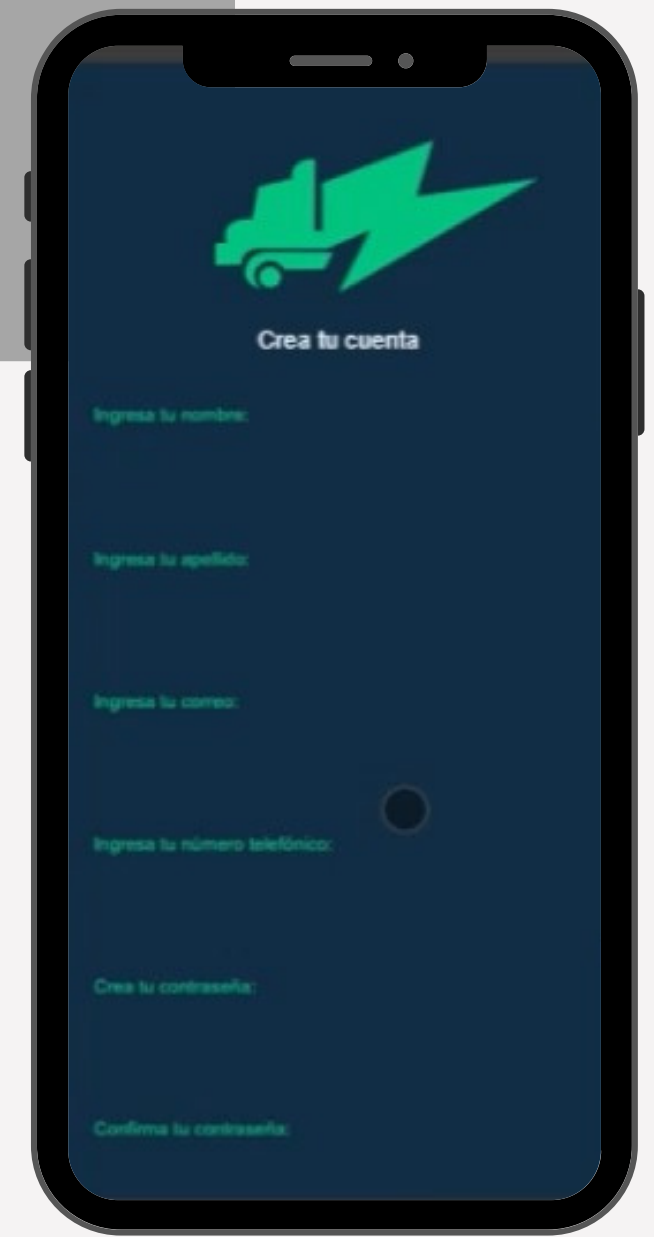 Crea tu cuenta
Ingresa tu nombre:
Ingresa tu apellido:
Ingresa tu correo:
Ingresa tu número telefónico:
Crea tu contraseña:
Confirma tu contraseña: